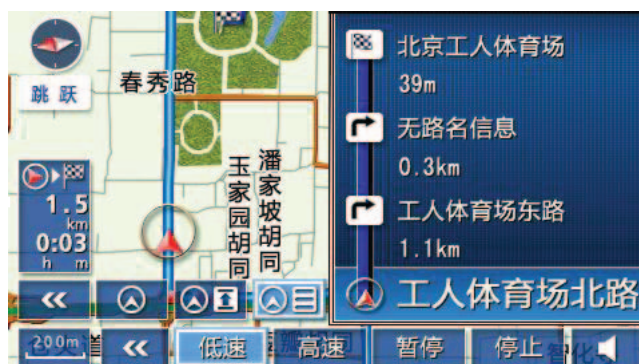 跳跃
春秀路
潘家坡胡同
玉家园胡同
1.5
km
0:03
h m
200m
低速
高速
暂停
停止
智化
北京工人体育场
39m
无路名信息
0.3km
工人体育场东路
1.1km
工人体育场北路